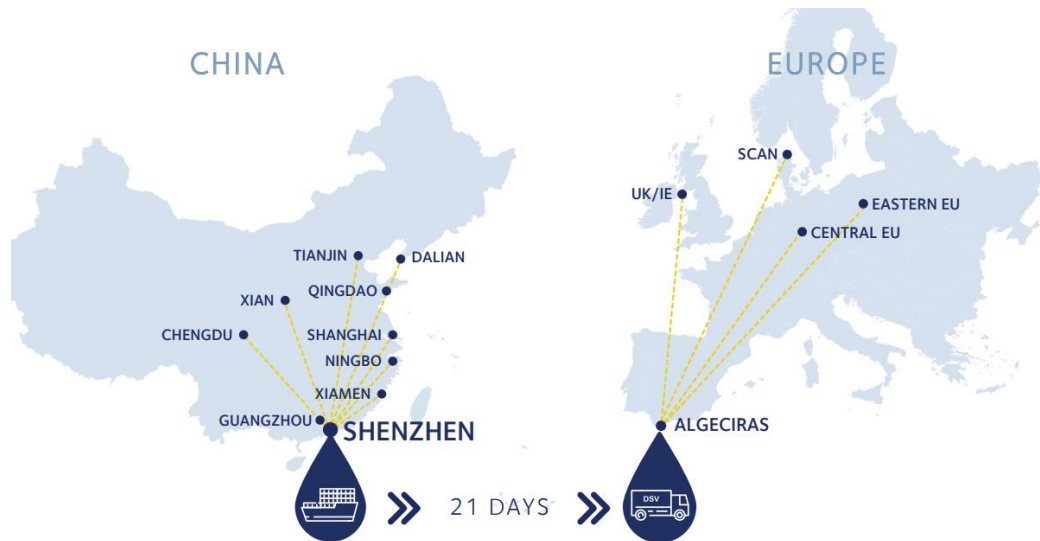 CHINA
EUROPE
SCAN
UK/IE
EASTERN EU
CENTRAL EU
TIANJIN
DALIAN
QINGDAO
XIAN
CHENGDU
SHANGHAI
NINGBO
XIAMEN
GUANGZHOU
SHENZHEN
ALGECIRAS
21 DAYS
DSV